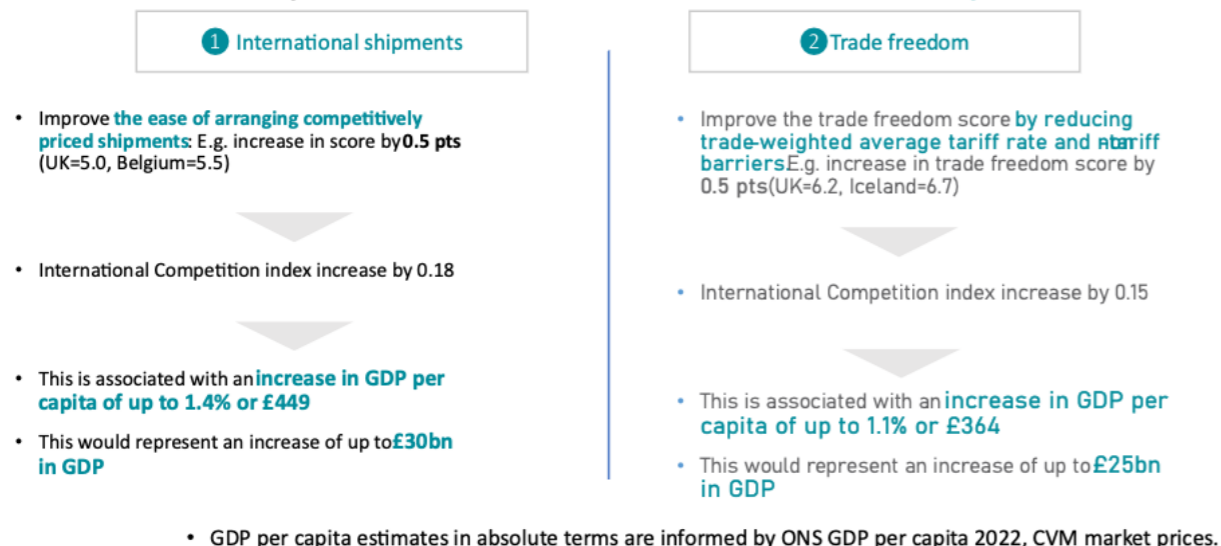 1 International shipments
• Improve the ease of arranging competitively
priced shipments: E.g. increase in score by 0.5 pts
(UK=5.0, Belgium=5.5)
• International Competition index increase by 0.18
• This is associated with an increase in GDP per
capita of up to 1.4% or £449
• This would represent an increase of up to £30bn
in GDP
2 Trade freedom
• Improve the trade freedom score by reducing
trade-weighted average tariff rate and
barriers. E.g. increase in trade freedom score by
0.5 pts (UK=6.2, Iceland=6.7)
• International Competition index increase by 0.15
• This is associated with an increase in GDP per
capita of up to 1.1% or £364
• This would represent an increase of up to £25bn
in GDP
• GDP per capita estimates in absolute terms are informed by ONS GDP per capita 2022, CVM market prices.